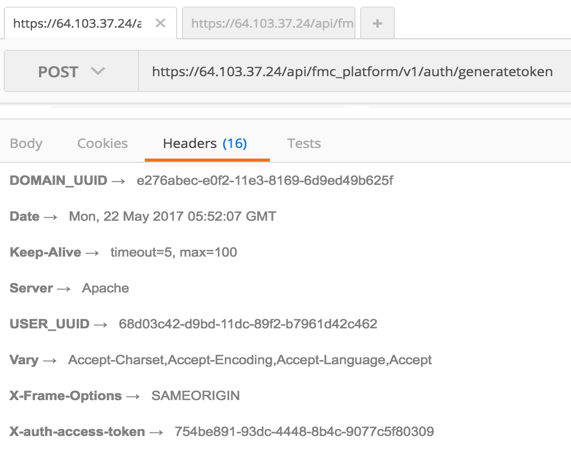 https://64.103.37.24/a ×
https://64.103.37.24/api/fm +
POST https://64.103.37.24/api/fmc_platform/v1/auth/generatetoken
Body Cookies Headers (16) Tests
DOMAIN_UUID → e276abec-e0f2-11e3-8169-6d9ed49b625f
Date → Mon, 22 May 2017 05:52:07 GMT
Keep-Alive → timeout=5, max=100
Server → Apache
USER_UUID → 68d03c42-d9bd-11dc-89f2-b7961d42c462
Vary → Accept-Charset,Accept-Encoding,Accept-Language,Accept
X-Frame-Options → SAMEORIGIN
X-auth-access-token → 754be891-93dc-4448-8b4c-9077c5f80309